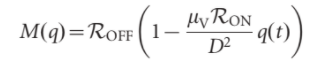 M(q) = ℛ_OFF (1 − (μ_V ℛ_ON / D²) q(t))